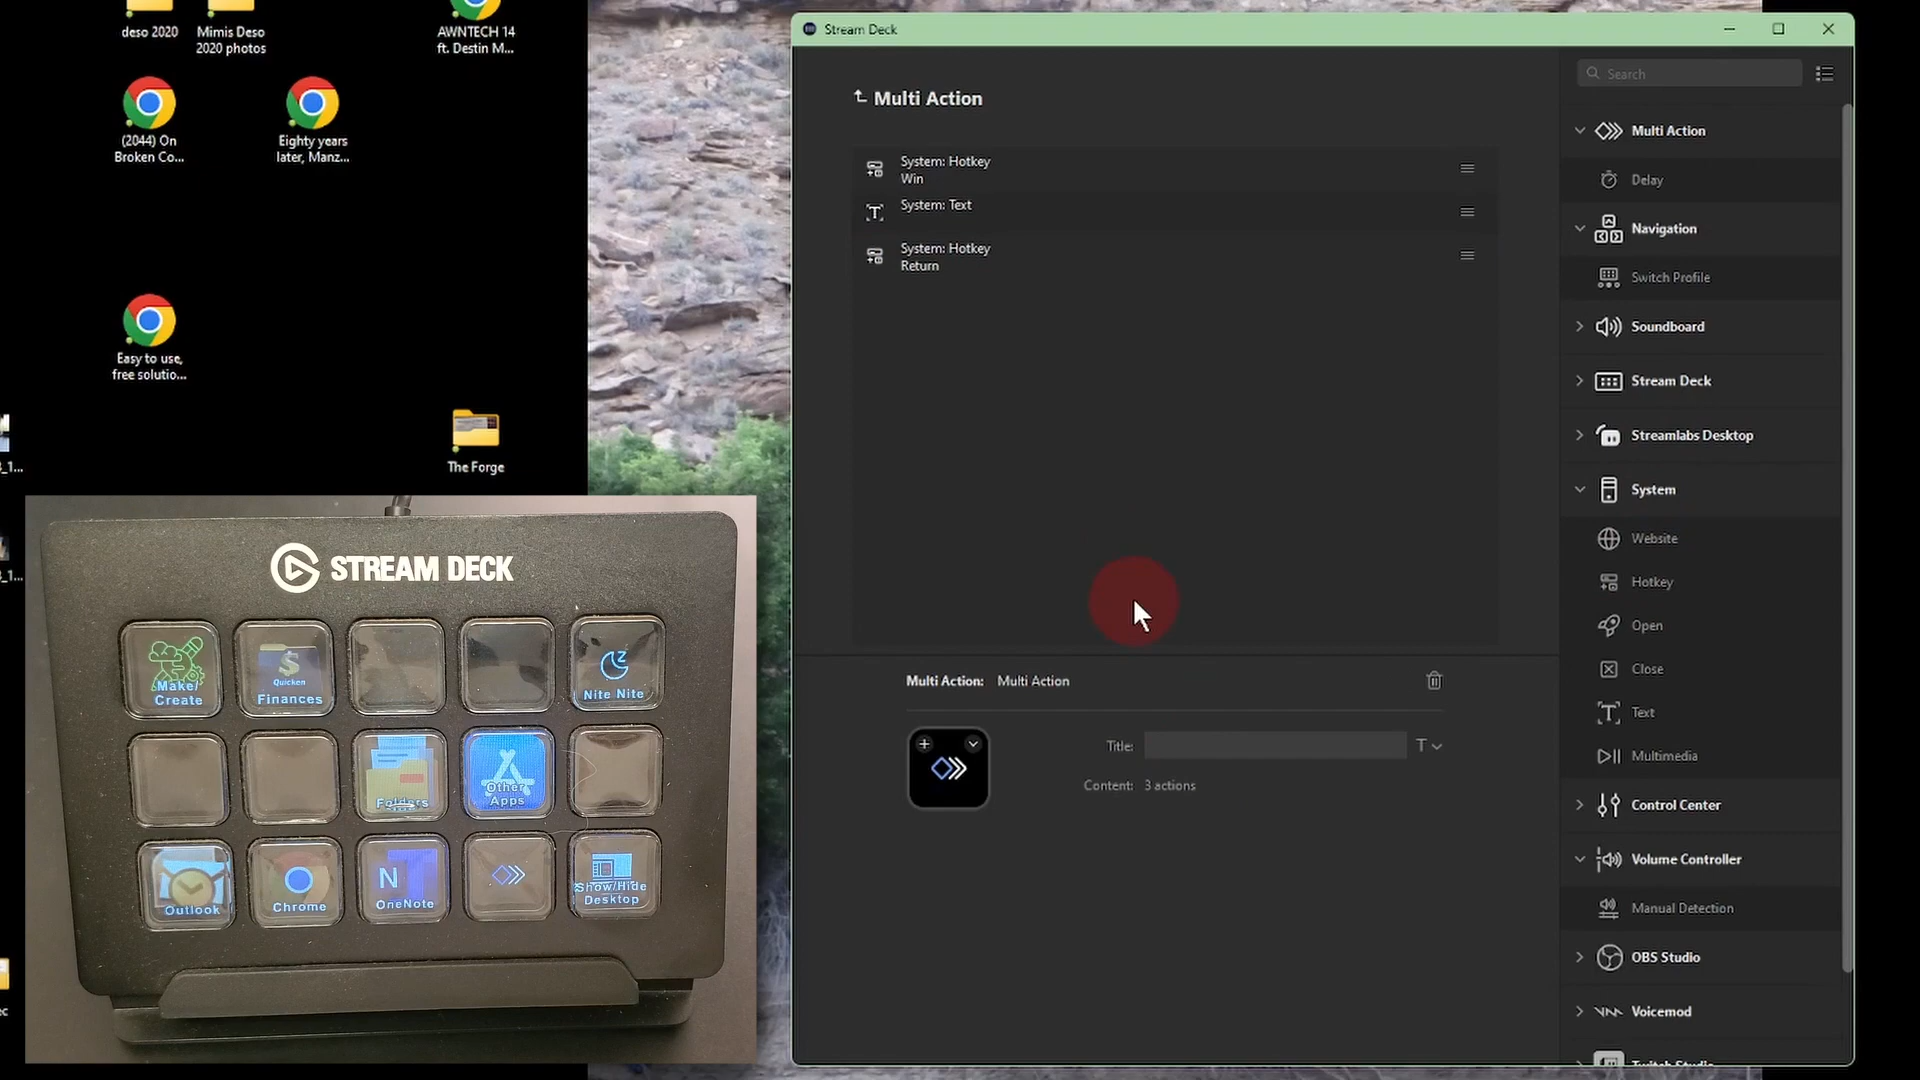 deso 2020
Mimis Deso
2020 photos
AWNTECH 14
ft. Destin M...
(2044) On
Broken Co...
Eighty years
later, Manz...
Easy to use,
free solutio...
The Forge
Stream Deck
Multi Action
System: Hotkey
Win
System: Text
System: Hotkey
Return
Multi Action: Multi Action
Title:
T
Content: 3 actions
Search
Multi Action
Delay
Navigation
Switch Profile
Soundboard
Stream Deck
Streamlabs Desktop
System
Website
Hotkey
Open
Close
Text
Multimedia
Control Center
Volume Controller
Manual Detection
OBS Studio
Voicemod
Twitch Studio
STREAM DECK
Make/
Create
Quicken
Finances
Nite Nite
Folders
Other
Apps
Outlook
Chrome
N
OneNote
Show/Hide
Desktop